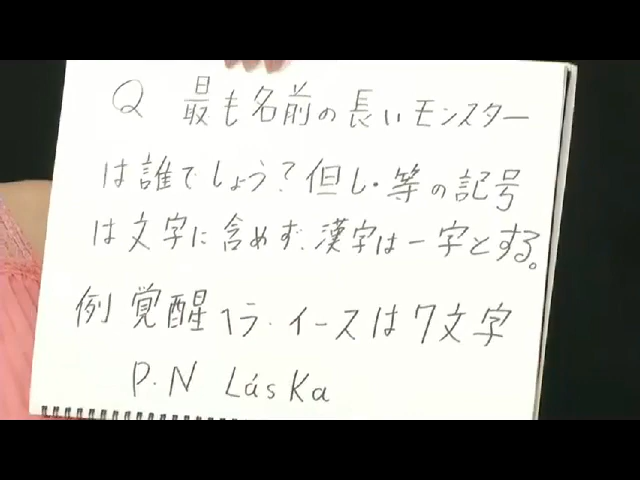 Q 最も名前の長いモンスター
は誰でしょう?但し・等の記号
は文字に含めず、漢字は一字とする。
例 覚醒ヘラ・イースは7文字
P.N LásKa